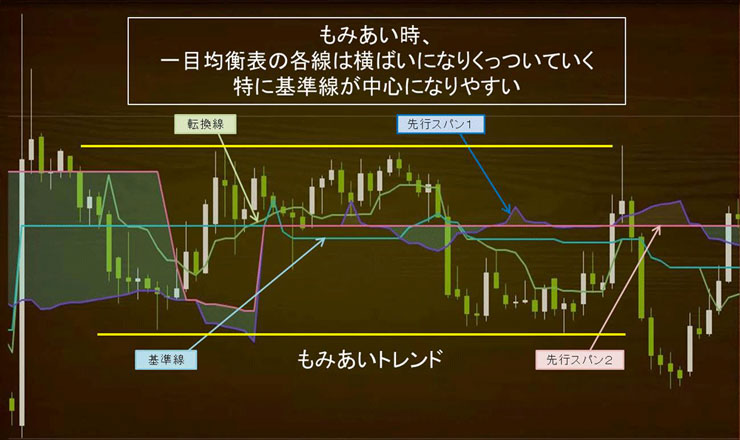 もみあい時、
一目均衡表の各線は横ばいになりくっついていく
特に基準線が中心になりやすい
転換線
先行スパン１
基準線
もみあいトレンド
先行スパン２